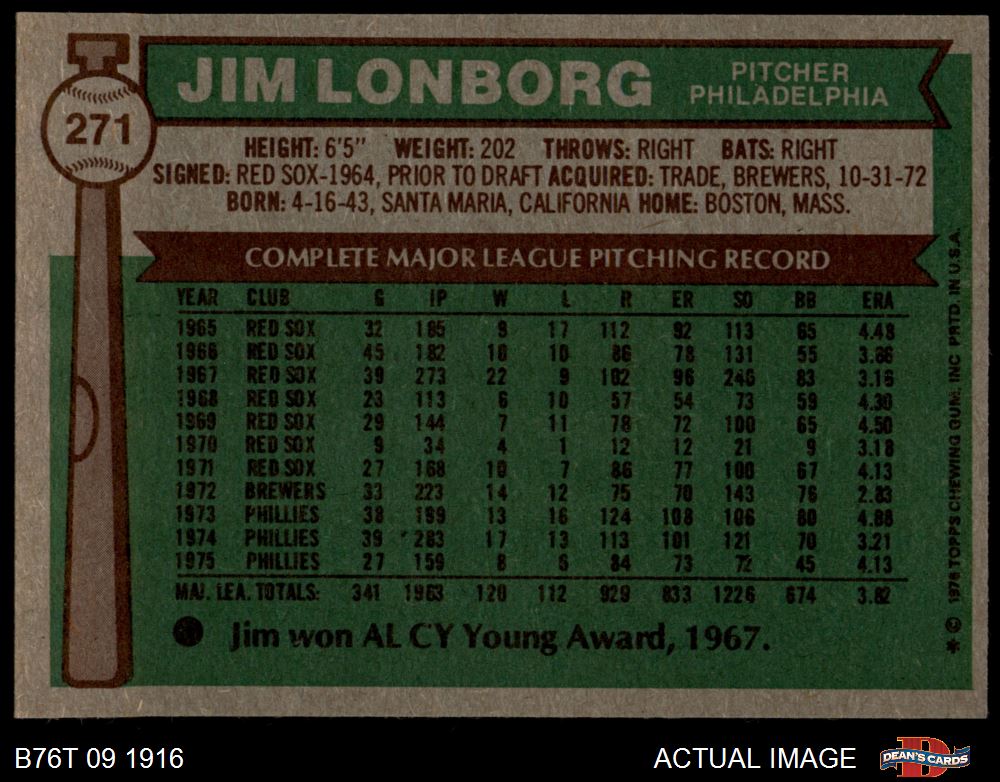 271
JIM LONBORG
PITCHER
PHILADELPHIA
HEIGHT: 6'5" WEIGHT: 202 THROWS: RIGHT BATS: RIGHT
SIGNED: RED SOX-1964, PRIOR TO DRAFT ACQUIRED: TRADE, BREWERS, 10-31-72
BORN: 4-16-43, SANTA MARIA, CALIFORNIA HOME: BOSTON, MASS.
COMPLETE MAJOR LEAGUE PITCHING RECORD
YEAR CLUB G IP W L R ER SO BB ERA
1965 RED SOX 32 185 9 17 112 92 113 65 4.48
1966 RED SOX 45 182 10 10 86 78 131 55 3.86
1967 RED SOX 39 273 22 9 102 96 246 83 3.16
1968 RED SOX 23 113 6 10 57 54 73 59 4.30
1969 RED SOX 29 144 7 11 78 72 100 65 4.50
1970 RED SOX 9 34 4 1 12 12 21 9 3.18
1971 RED SOX 27 168 10 7 86 77 100 67 4.13
1972 BREWERS 33 223 14 12 75 70 143 76 2.83
1973 PHILLIES 38 199 13 16 124 108 106 80 4.88
1974 PHILLIES 39 283 17 13 113 101 121 70 3.21
1975 PHILLIES 27 159 8 6 84 73 72 45 4.13
MAJ. LEA. TOTALS: 341 1963 120 112 929 833 1226 674 3.82
Jim won AL CY Young Award, 1967.
* © 1976 TOPPS CHEWING GUM, INC PRTD. IN U.S.A.
B76T 09 1916
ACTUAL IMAGE
DEAN'S CARDS